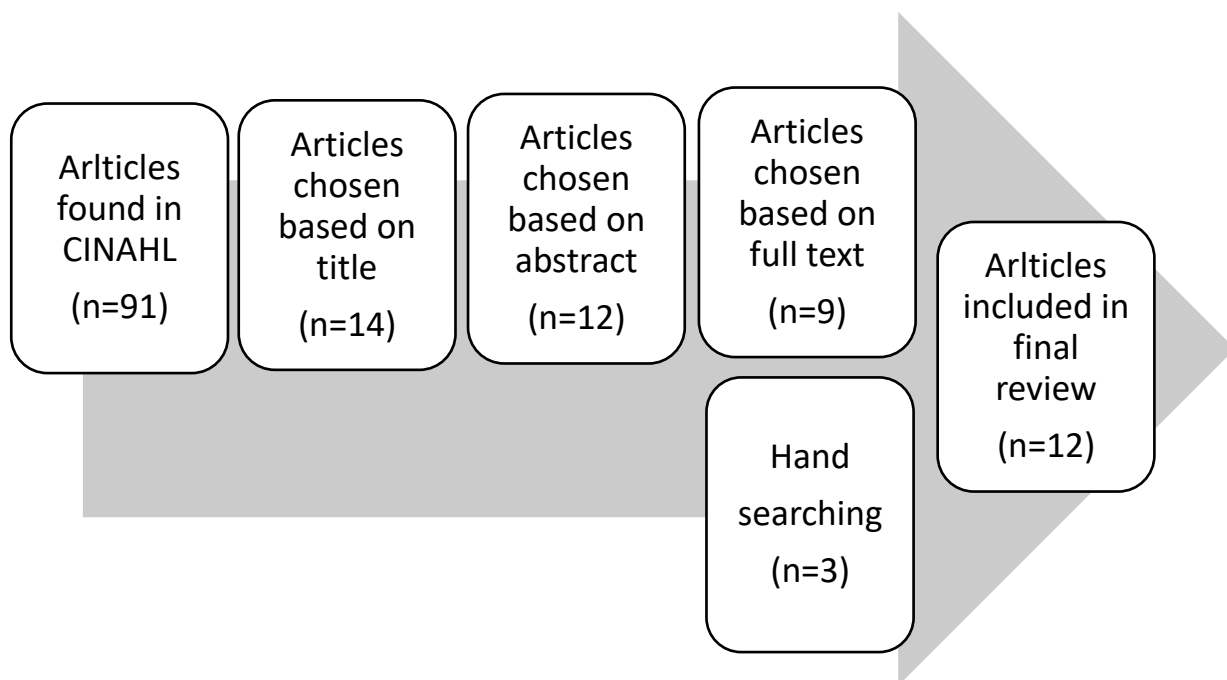 Arlticles
found in
CINAHL
(n=91)
Articles
chosen
based on
title
(n=14)
Articles
chosen
based on
abstract
(n=12)
Articles
chosen
based on
full text
(n=9)
Hand
searching
(n=3)
Arlticles
included in
final
review
(n=12)